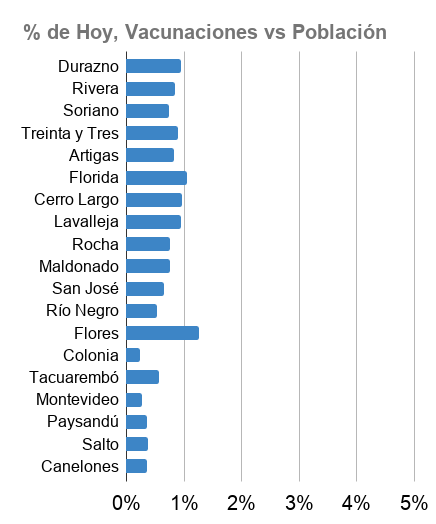 % de Hoy, Vacunaciones vs Población
Durazno
Rivera
Soriano
Treinta y Tres
Artigas
Florida
Cerro Largo
Lavalleja
Rocha
Maldonado
San José
Río Negro
Flores
Colonia
Tacuarembó
Montevideo
Paysandú
Salto
Canelones
0% 1% 2% 3% 4% 5%